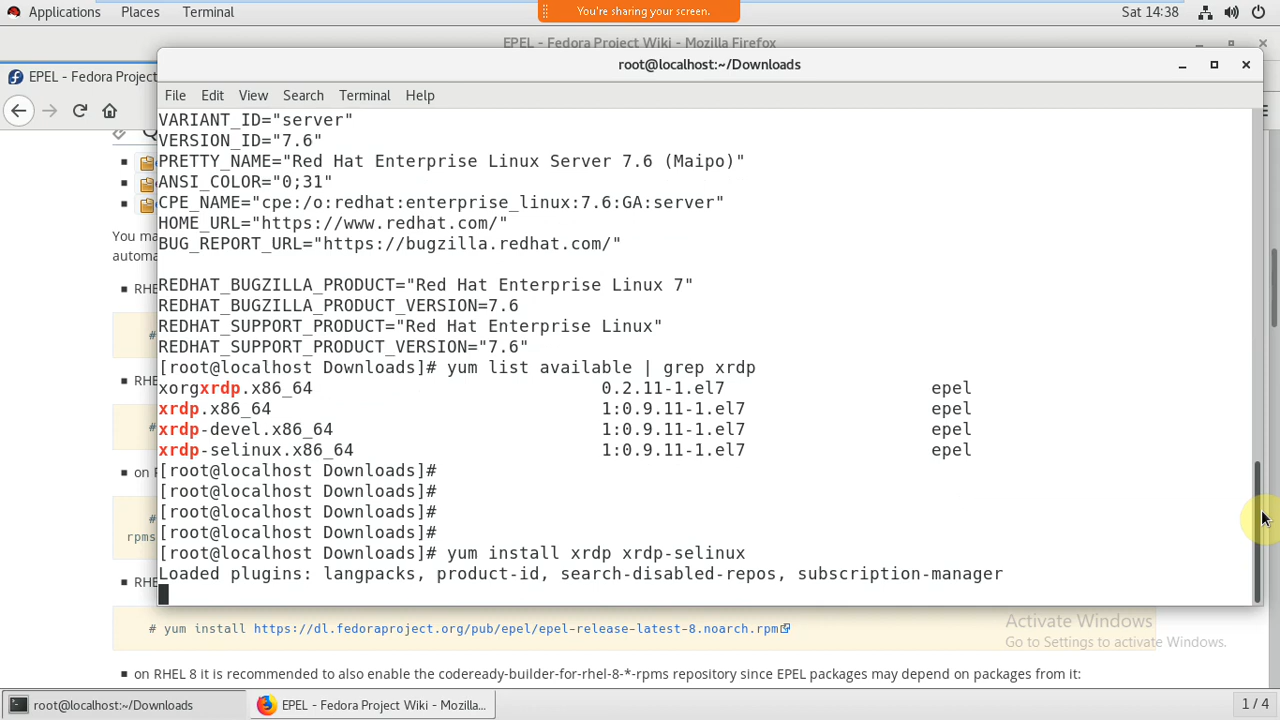 Applications Places Terminal
You're sharing your screen.
Sat 14:38
EPEL - Fedora Project Wiki - Mozilla Firefox
EPEL - Fedora Project
root@localhost:~/Downloads
File Edit View Search Terminal Help
VARIANT_ID="server"
VERSION_ID="7.6"
PRETTY_NAME="Red Hat Enterprise Linux Server 7.6 (Maipo)"
ANSI_COLOR="0;31"
CPE_NAME="cpe:/o:redhat:enterprise_linux:7.6:GA:server"
HOME_URL="https://www.redhat.com/"
BUG_REPORT_URL="https://bugzilla.redhat.com/"
REDHAT_BUGZILLA_PRODUCT="Red Hat Enterprise Linux 7"
REDHAT_BUGZILLA_PRODUCT_VERSION=7.6
REDHAT_SUPPORT_PRODUCT="Red Hat Enterprise Linux"
REDHAT_SUPPORT_PRODUCT_VERSION="7.6"
[root@localhost Downloads]# yum list available | grep xrdp
xorgxrdp.x86_64 0.2.11-1.el7 epel
xrdp.x86_64 1:0.9.11-1.el7 epel
xrdp-devel.x86_64 1:0.9.11-1.el7 epel
xrdp-selinux.x86_64 1:0.9.11-1.el7 epel
[root@localhost Downloads]#
[root@localhost Downloads]#
[root@localhost Downloads]#
[root@localhost Downloads]#
[root@localhost Downloads]# yum install xrdp xrdp-selinux
Loaded plugins: langpacks, product-id, search-disabled-repos, subscription-manager
You ma
automa
RHE
#
RHE
#
on
#
rpms
RHE
# yum install https://dl.fedoraproject.org/pub/epel/epel-release-latest-8.noarch.rpm
on RHEL 8 it is recommended to also enable the codeready-builder-for-rhel-8-*-rpms repository since EPEL packages may depend on packages from it:
Activate Windows
Go to Settings to activate Windows.
root@localhost:~/Downloads
EPEL - Fedora Project Wiki - Mozilla...
1 / 4